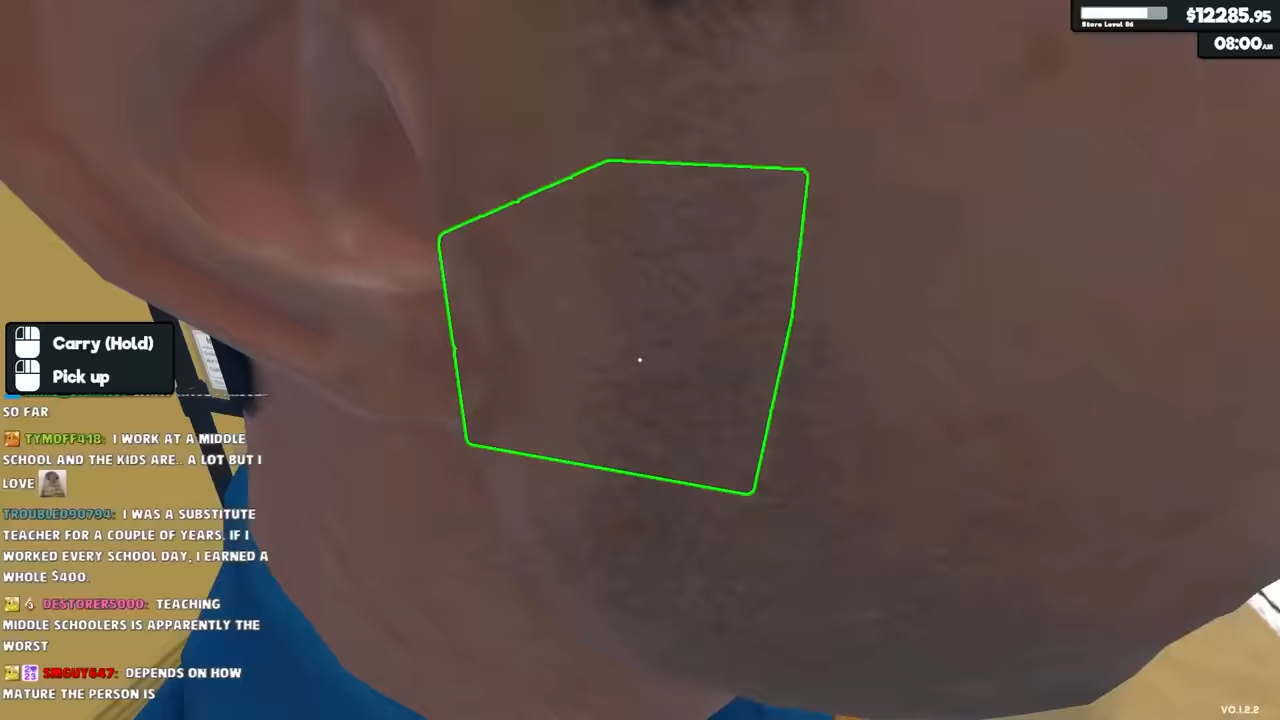 $12285.95
Store Level 86
08:00AM
Carry (Hold)
Pick up
SO FAR
TYMOFF418: I WORK AT A MIDDLE
SCHOOL AND THE KIDS ARE.. A LOT BUT I
LOVE
TROUBLE090794: I WAS A SUBSTITUTE
TEACHER FOR A COUPLE OF YEARS. IF I
WORKED EVERY SCHOOL DAY, I EARNED A
WHOLE $400.
DESTORER5000: TEACHING
MIDDLE SCHOOLERS IS APPARENTLY THE
WORST
SMGUY647: DEPENDS ON HOW
MATURE THE PERSON IS
V0.1.2.2